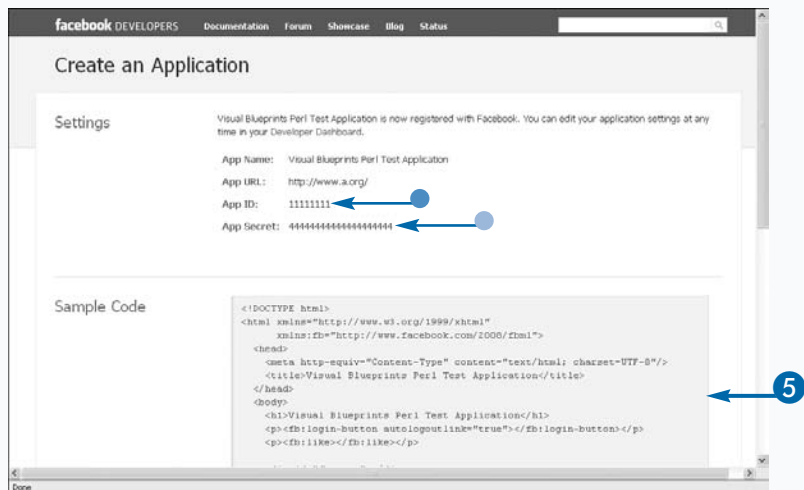 facebook DEVELOPERS Documentation Forum Showcase Blog Status
Create an Application
Settings
Visual Blueprints Perl Test Application is now registered with Facebook. You can edit your application settings at any
time in your Developer Dashboard.
App Name: Visual Blueprints Perl Test Application
App URL: http://www.a.org/
App ID: 11111111
App Secret: 4444444444444444444
Sample Code
<!DOCTYPE html>
<html xmlns="http://www.w3.org/1999/xhtml"
xmlns:fb="http://www.facebook.com/2008/fbml">
<head>
<meta http-equiv="Content-Type" content="text/html; charset=UTF-8"/>
<title>Visual Blueprints Perl Test Application</title>
</head>
<body>
<h1>Visual Blueprints Perl Test Application</h1>
<p><fb:login-button autologoutlink="true"></fb:login-button></p>
<p><fb:like></fb:like></p>
5
Done